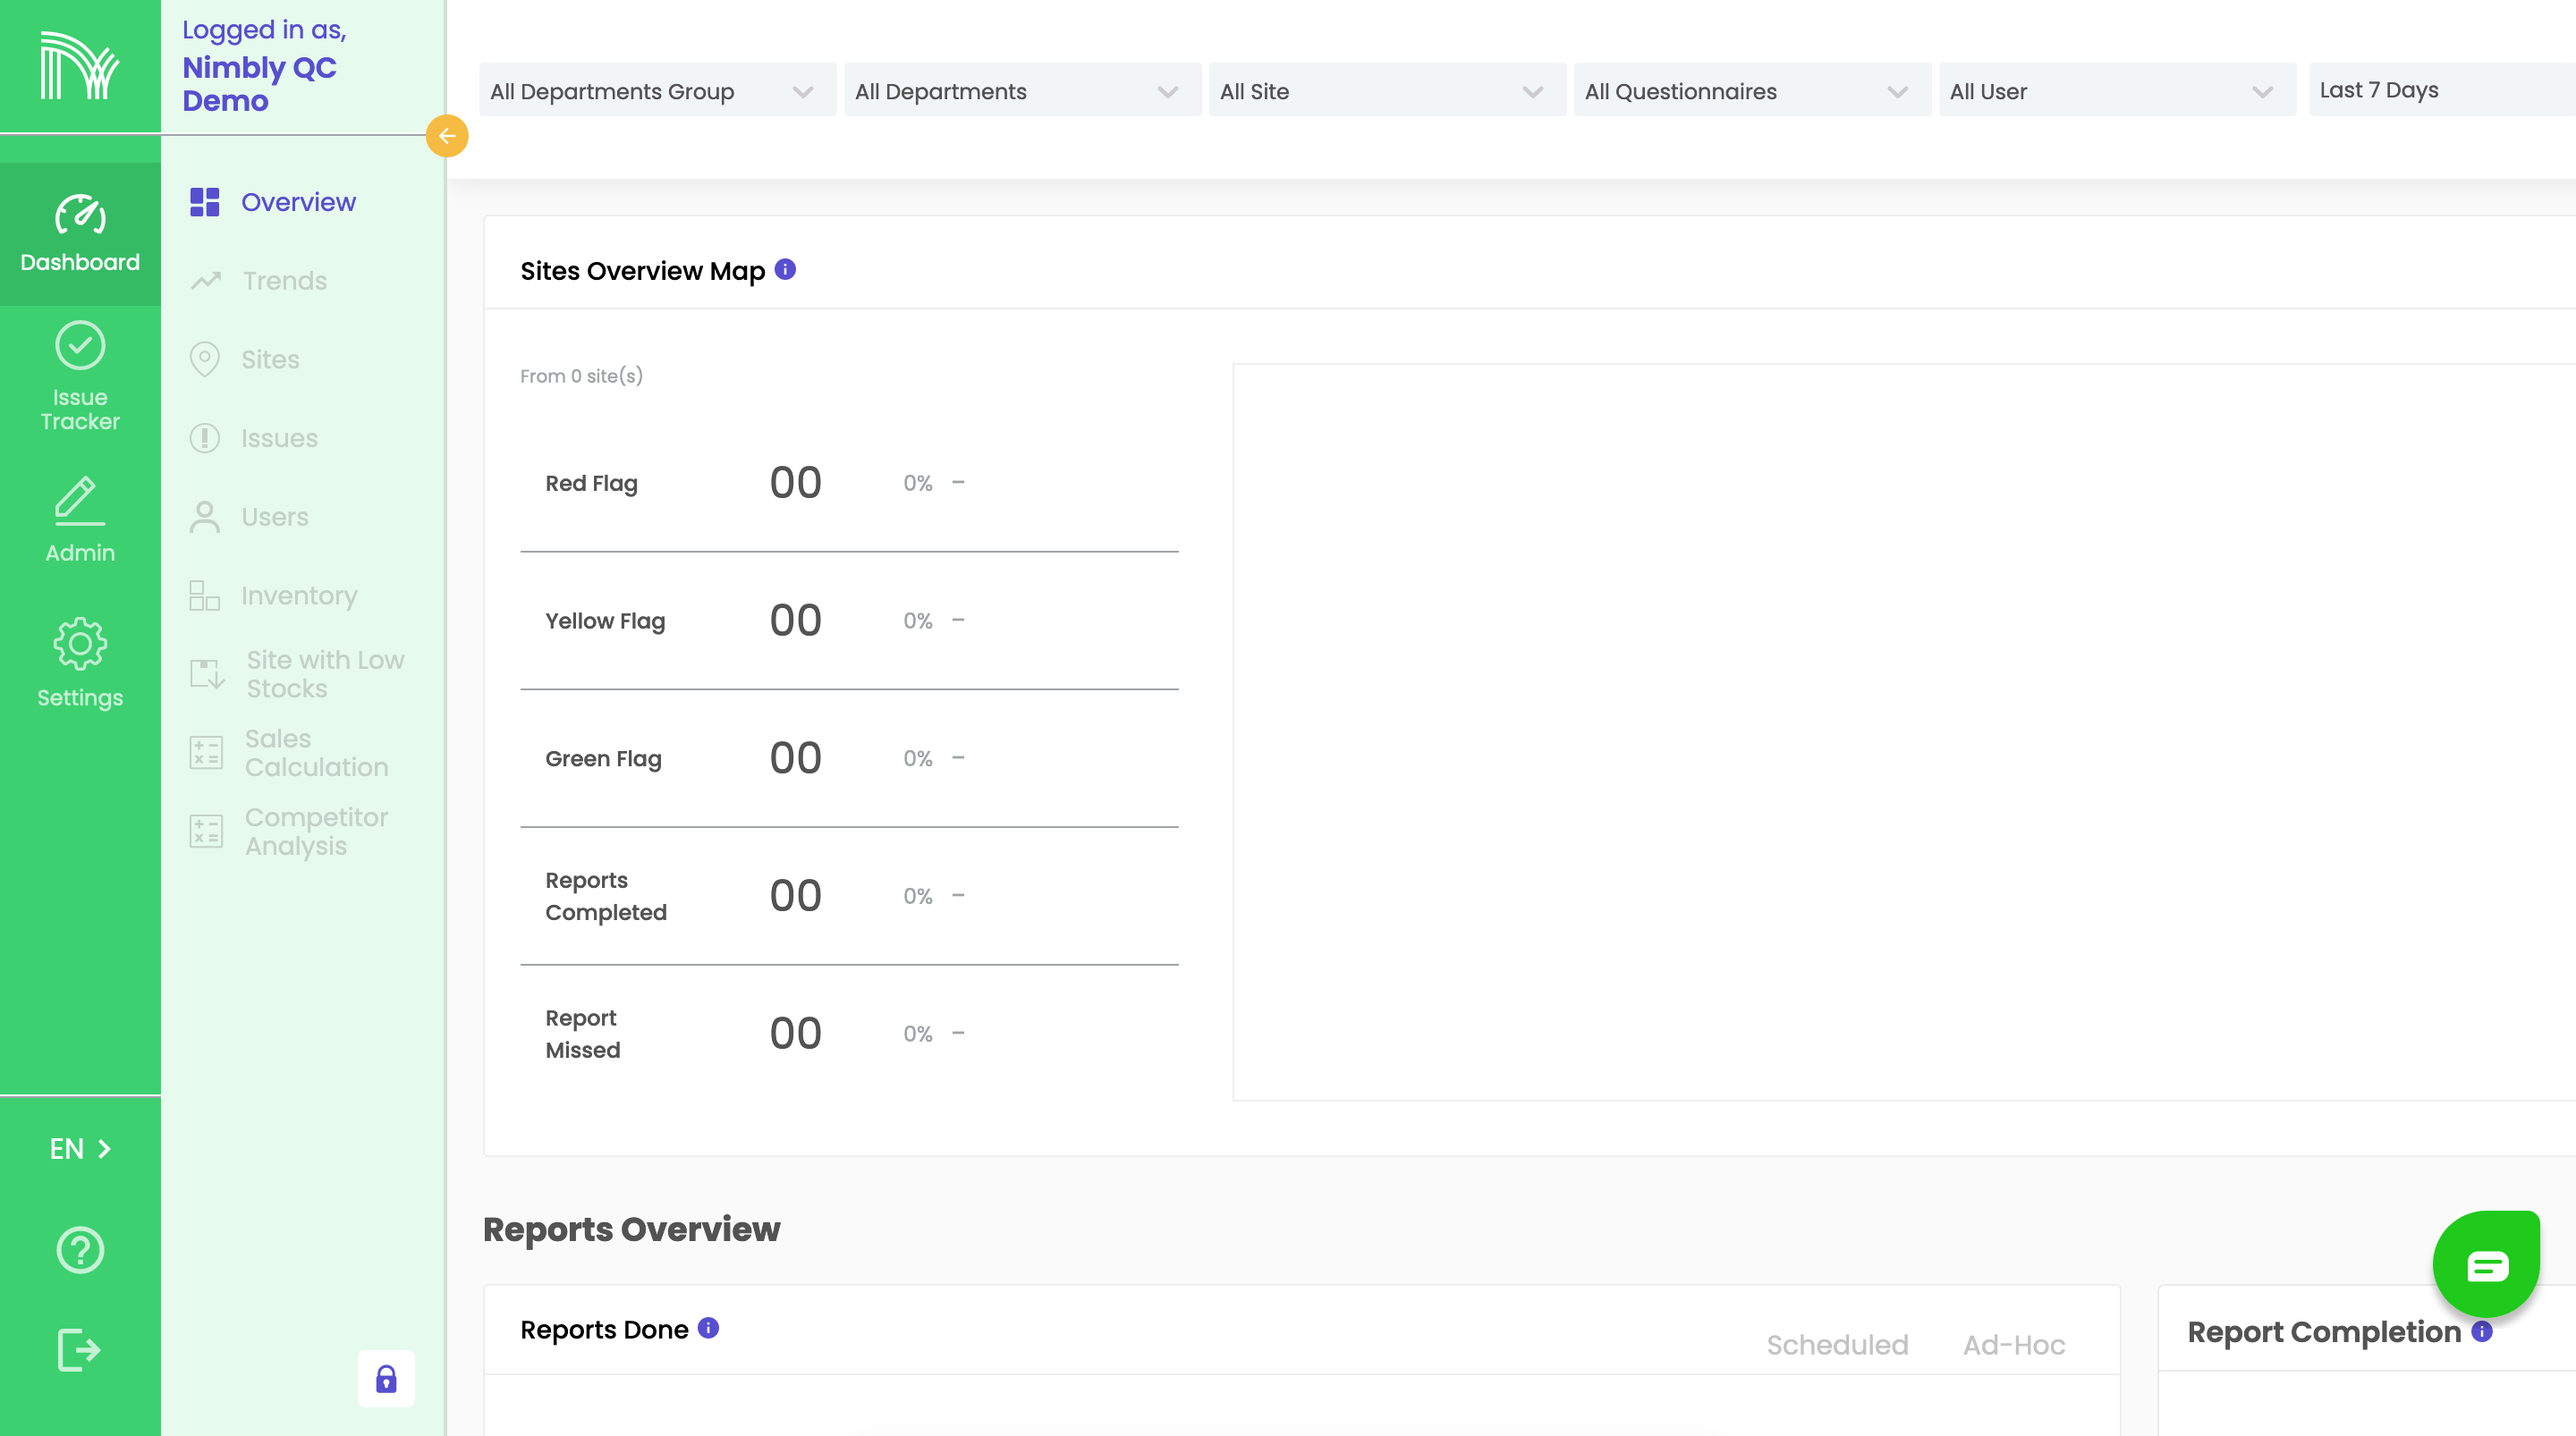 Logged in as,
Nimbly QC
Demo
Dashboard
Issue
Tracker
Admin
Settings
EN
Overview
Trends
Sites
Issues
Users
Inventory
Site with Low
Stocks
Sales
Calculation
Competitor
Analysis
All Departments Group
All Departments
All Site
All Questionnaires
All User
Last 7 Days
Sites Overview Map
From 0 site(s)
Red Flag 00 0% –
Yellow Flag 00 0% –
Green Flag 00 0% –
Reports
Completed 00 0% –
Report
Missed 00 0% –
Reports Overview
Reports Done
Scheduled
Ad-Hoc
Report Completion